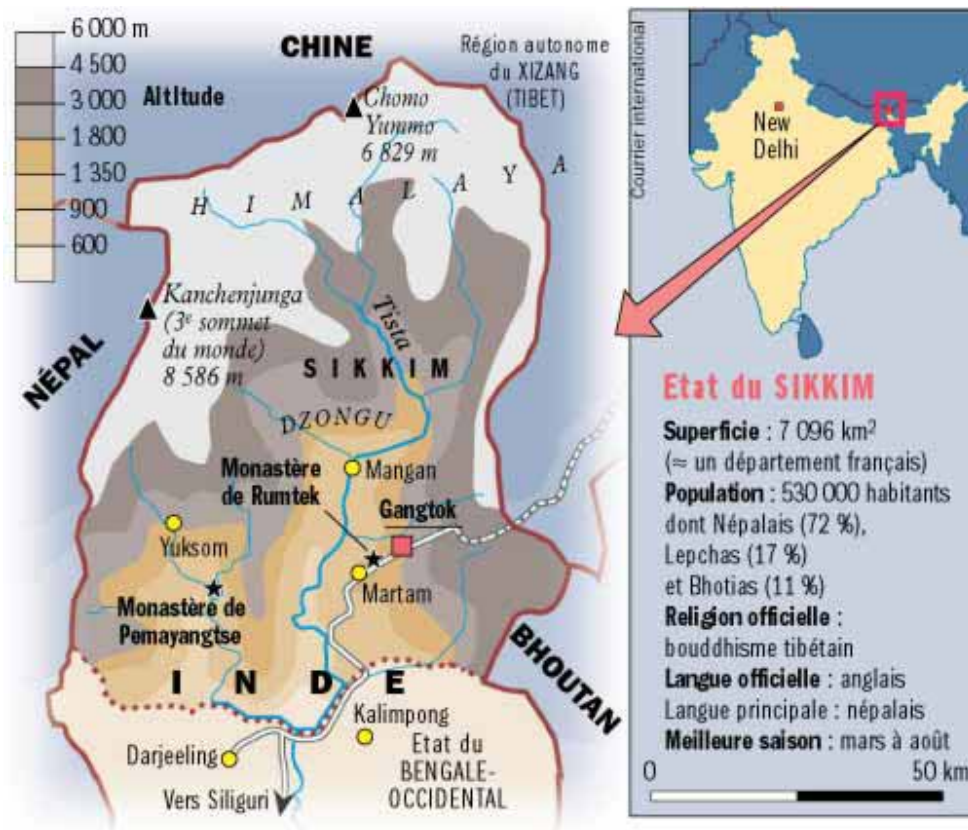 6 000 m
4 500
3 000
1 800
1 350
900
600
Altitude
CHINE
Région autonome
du XIZANG
(TIBET)
Chomo
Yummo
6 829 m
H I M A L A Y A
Kanchenjunga
(3e sommet
du monde)
8 586 m
NÉPAL
Tista
SIKKIM
DZONGU
Monastère
de Rumtek
Mangan
Gangtok
Yuksom
Martam
Monastère de
Pemayangtse
BHOUTAN
INDE
Kalimpong
Darjeeling
Etat du
BENGALE-
OCCIDENTAL
Vers Siliguri
Courrier international
New
Delhi
Etat du SIKKIM
Superficie : 7 096 km²
(≈ un département français)
Population : 530 000 habitants
dont Népalais (72 %),
Lepchas (17 %)
et Bhotias (11 %)
Religion officielle :
bouddhisme tibétain
Langue officielle : anglais
Langue principale : népalais
Meilleure saison : mars à août
0 50 km